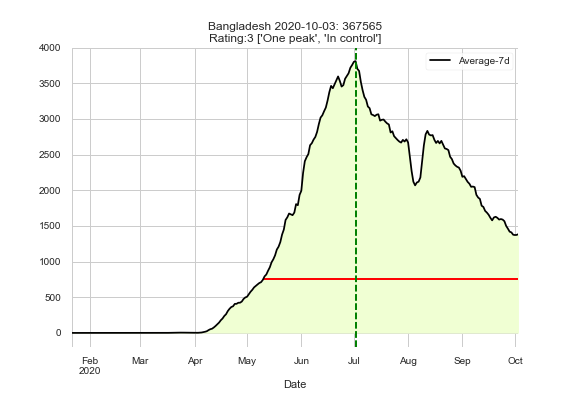 Bangladesh 2020-10-03: 367565
Rating:3 ['One peak', 'In control']
Average-7d
4000
3500
3000
2500
2000
1500
1000
500
0
Feb Mar Apr May Jun Jul Aug Sep Oct
2020
Date